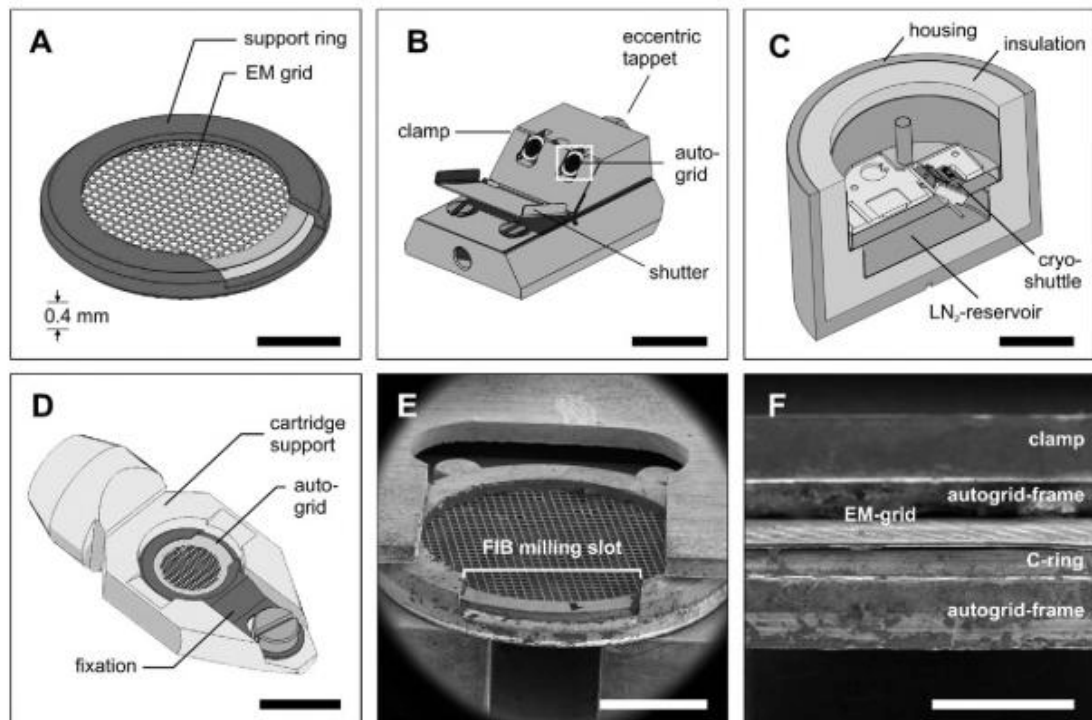 A
support ring
EM grid
0.4 mm
B
eccentric
tappet
clamp
auto-
grid
shutter
C
housing
insulation
cryo-
shuttle
LN₂-reservoir
D
cartridge
support
auto-
grid
fixation
E
FIB milling slot
F
clamp
autogrid-frame
EM-grid
C-ring
autogrid-frame